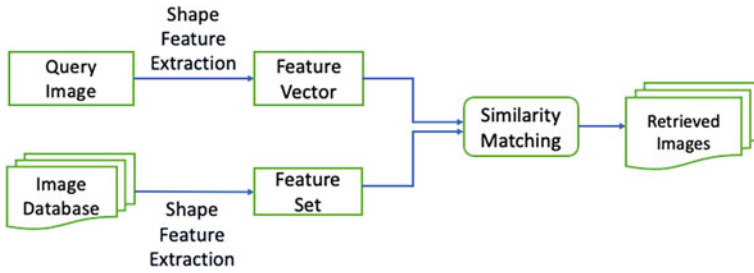 Shape
Feature
Extraction
Query
Image
Feature
Vector
Similarity
Matching
Retrieved
Images
Image
Database
Feature
Set
Shape
Feature
Extraction